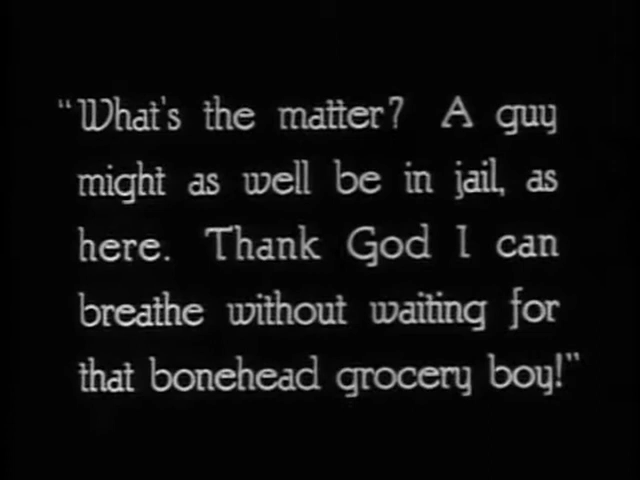 “What's the matter? A guy
might as well be in jail, as
here. Thank God I can
breathe without waiting for
that bonehead grocery boy!”